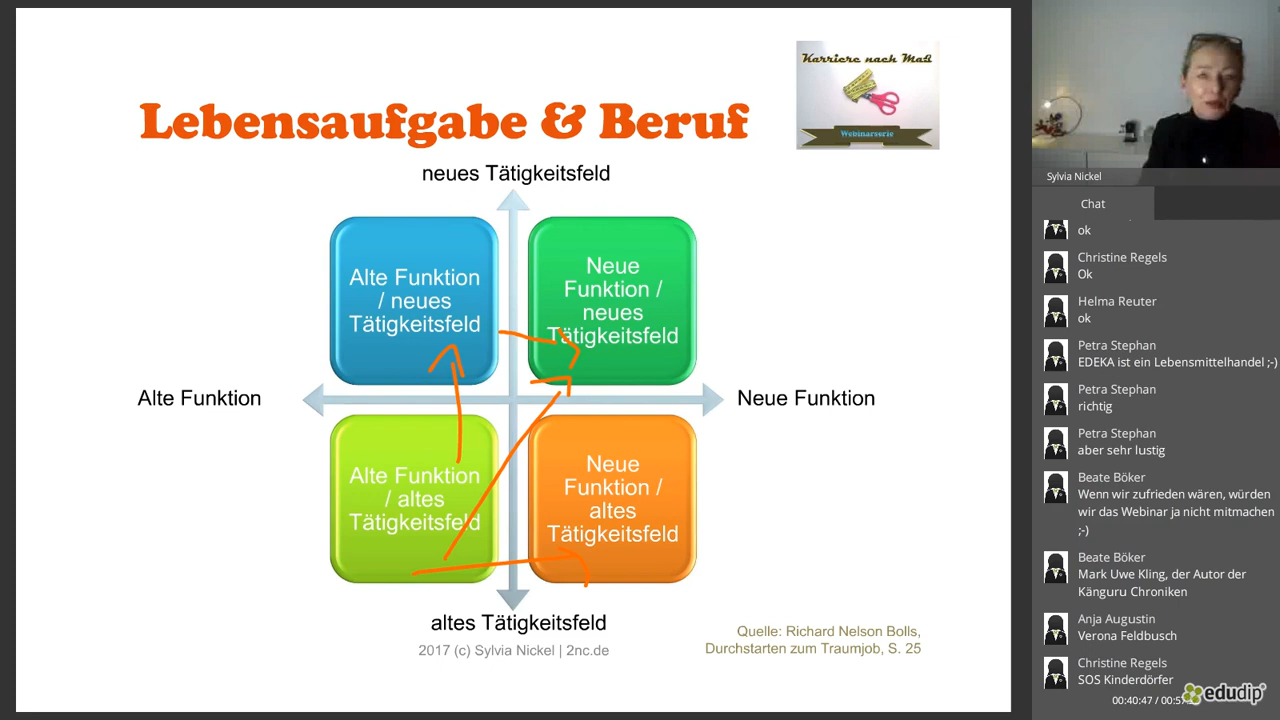 Karriere nach Maß
Webinarserie
Lebensaufgabe & Beruf
neues Tätigkeitsfeld
Alte Funktion
/ neues
Tätigkeitsfeld
Neue
Funktion /
neues
Tätigkeitsfeld
Alte Funktion
Neue Funktion
Alte Funktion
/ altes
Tätigkeitsfeld
Neue
Funktion /
altes
Tätigkeitsfeld
altes Tätigkeitsfeld
2017 (c) Sylvia Nickel | 2nc.de
Quelle: Richard Nelson Bolls,
Durchstarten zum Traumjob, S. 25
Sylvia Nickel
Chat
ok
Christine Regels
Ok
Helma Reuter
ok
Petra Stephan
EDEKA ist ein Lebensmittelhandel ;-)
Petra Stephan
richtig
Petra Stephan
aber sehr lustig
Beate Böker
Wenn wir zufrieden wären, würden
wir das Webinar ja nicht mitmachen
;-)
Beate Böker
Mark Uwe Kling, der Autor der
Känguru Chroniken
Anja Augustin
Verona Feldbusch
Christine Regels
SOS Kinderdörfer
00:40:47 /
edudip